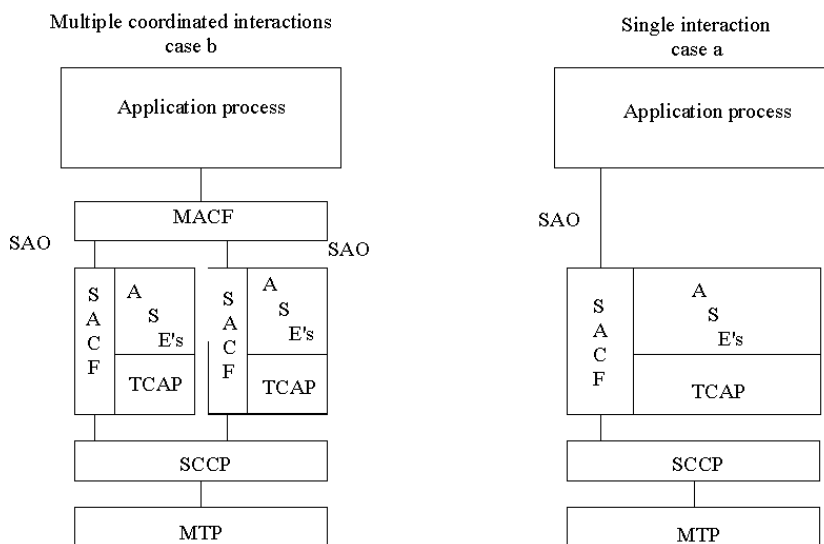 Multiple coordinated interactions
case b
Application process
MACF
SAO
SAO
S
A
C
F
A
S
E's
TCAP
S
A
C
F
A
S
E's
TCAP
SCCP
MTP
Single interaction
case a
Application process
SAO
S
A
C
F
A
S
E's
TCAP
SCCP
MTP